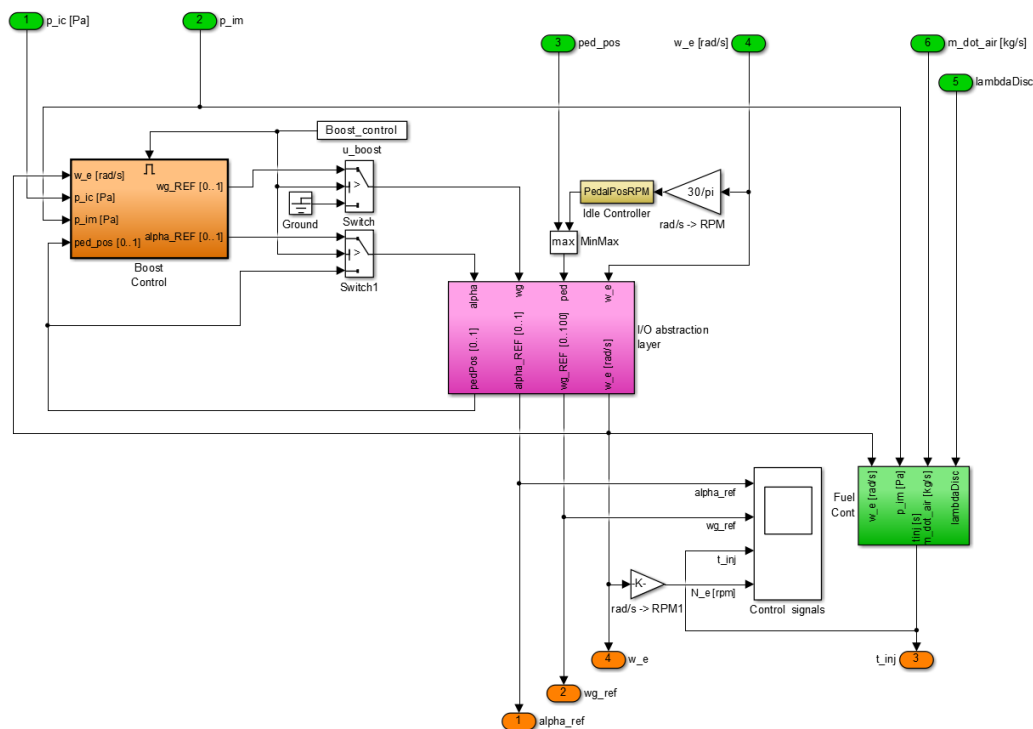 1
p_ic [Pa]
2
p_im
3
ped_pos
w_e [rad/s]
4
6
m_dot_air [kg/s]
5
lambdaDisc
Boost_control
u_boost
w_e [rad/s]
p_ic [Pa]
p_im [Pa]
ped_pos [0..1]
wg_REF [0..1]
alpha_REF [0..1]
Boost
Control
Ground
>
Switch
>
Switch1
PedalPosRPM
Idle Controller
30/pi
rad/s -> RPM
max
MinMax
alpha
wg
ped
w_e
pedPos [0..1]
alpha_REF [0..1]
wg_REF [0..100]
w_e [rad/s]
I/O abstraction
layer
alpha_ref
wg_ref
t_inj
N_e [rpm]
Control signals
-K-
rad/s -> RPM1
Fuel
Cont
w_e [rad/s]
p_im [Pa]
m_dot_air [kg/s]
lambdaDisc
tinj [s]
4
w_e
3
t_inj
2
wg_ref
1
alpha_ref